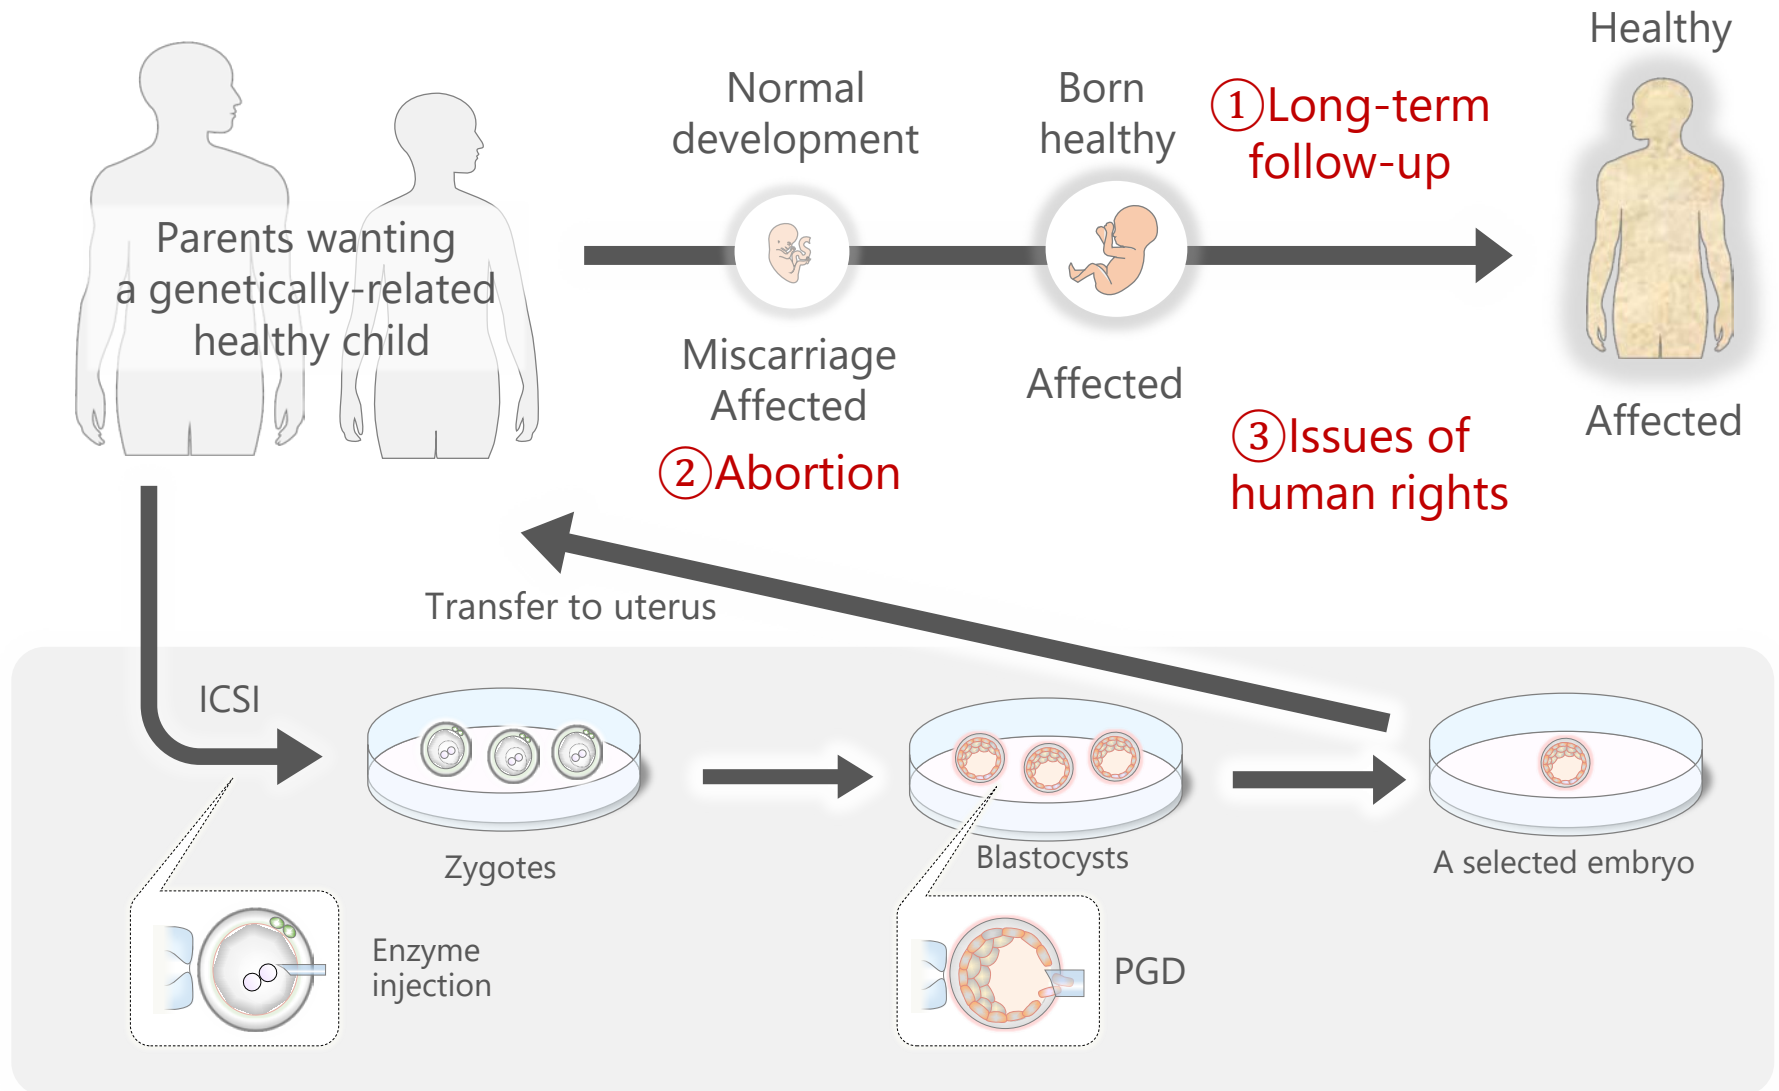 Healthy
Normal
development
Born
healthy
①Long-term
follow-up
Parents wanting
a genetically-related
healthy child
Miscarriage
Affected
②Abortion
Affected
③Issues of
human rights
Affected
Transfer to uterus
ICSI
Zygotes
Blastocysts
A selected embryo
Enzyme
injection
PGD